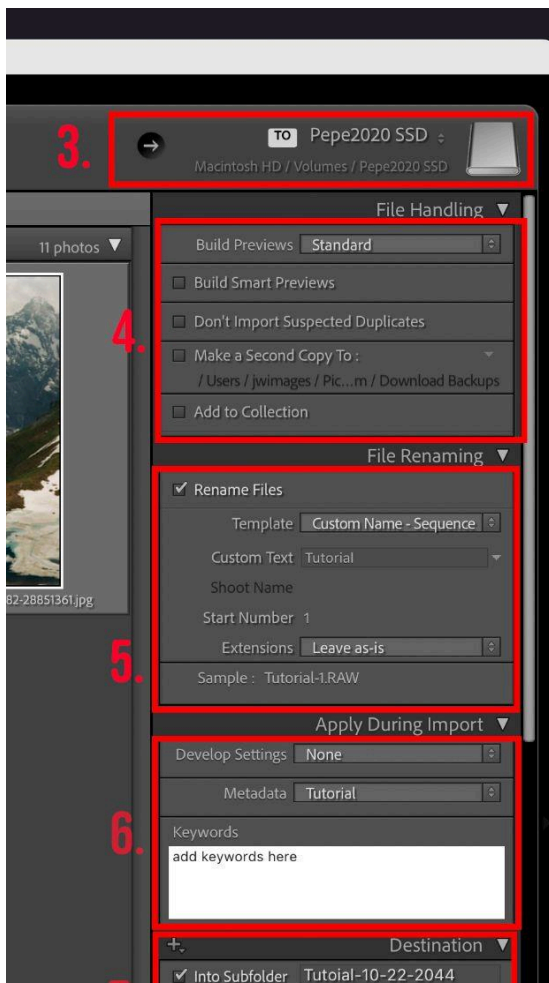 3.
TO Pepe2020 SSD
Macintosh HD / Volumes / Pepe2020 SSD
File Handling
11 photos
4.
Build Previews Standard
Build Smart Previews
Don't Import Suspected Duplicates
Make a Second Copy To :
/ Users / jwimages / Pic...m / Download Backups
Add to Collection
File Renaming
5.
Rename Files
Template Custom Name - Sequence
Custom Text Tutorial
Shoot Name
82-28851361.jpg
Start Number 1
Extensions Leave as-is
Sample : Tutorial-1.RAW
Apply During Import
6.
Develop Settings None
Metadata Tutorial
Keywords
add keywords here
Destination
Into Subfolder Tutoial-10-22-2044